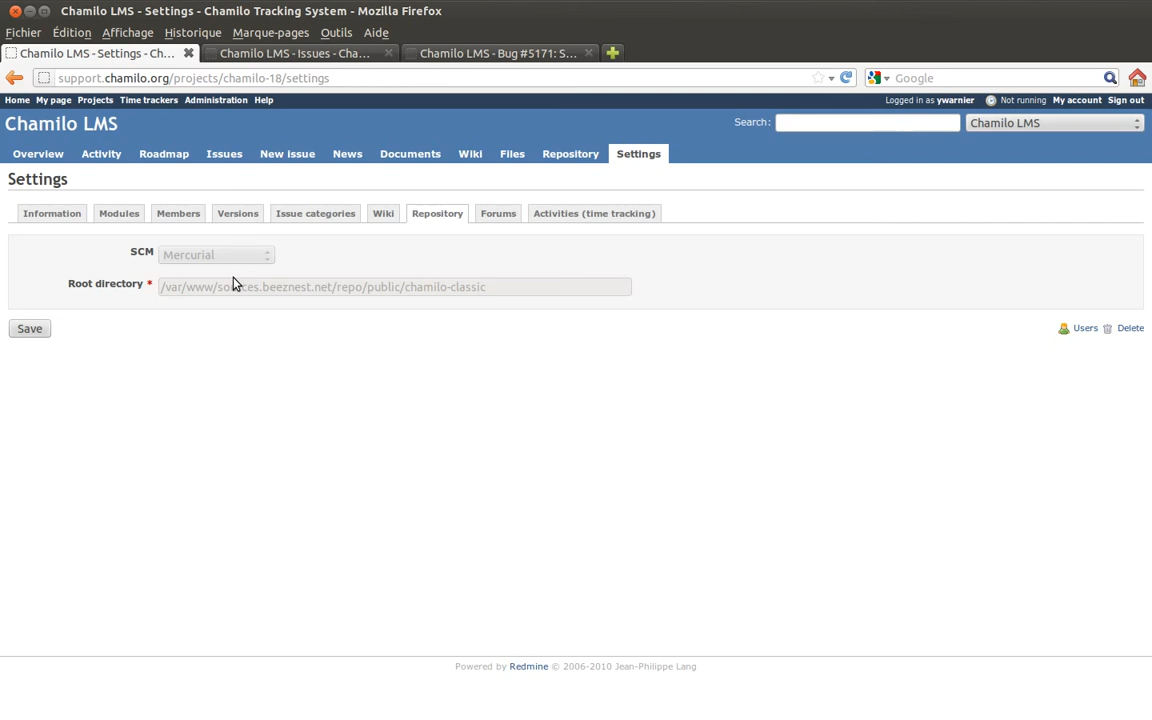 Chamilo LMS - Settings - Chamilo Tracking System - Mozilla Firefox
Fichier Édition Affichage Historique Marque-pages Outils Aide
Chamilo LMS - Settings - Ch... Chamilo LMS - Issues - Cha... Chamilo LMS - Bug #5171: S...
support.chamilo.org/projects/chamilo-18/settings Google
Home My page Projects Time trackers Administration Help Logged in as ywarnier Not running My account Sign out
Chamilo LMS Search: Chamilo LMS
Overview Activity Roadmap Issues New issue News Documents Wiki Files Repository Settings
Settings
Information Modules Members Versions Issue categories Wiki Repository Forums Activities (time tracking)
SCM Mercurial
Root directory * /var/www/sources.beeznest.net/repo/public/chamilo-classic
Save Users Delete
Powered by Redmine © 2006-2010 Jean-Philippe Lang